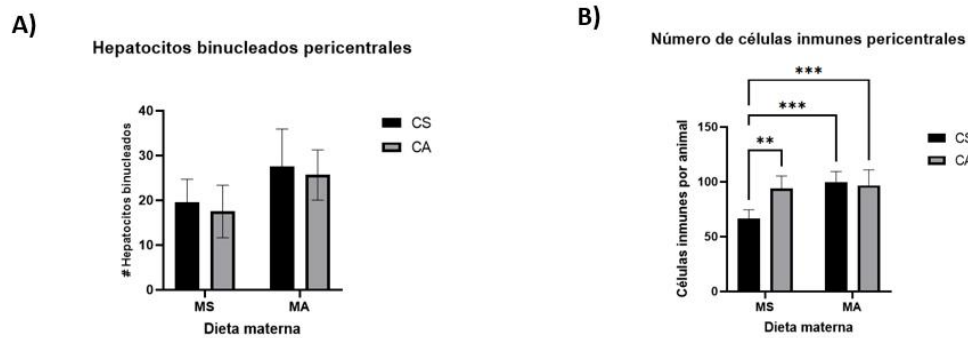 A)
Hepatocitos binucleados pericentrales
# Hepatocitos binucleados
40
30
20
10
0
MS
MA
Dieta materna
CS
CA
B)
Número de células inmunes pericentrales
***
***
**
Células inmunes por animal
150
100
50
0
MS
MA
Dieta materna
CS
CA